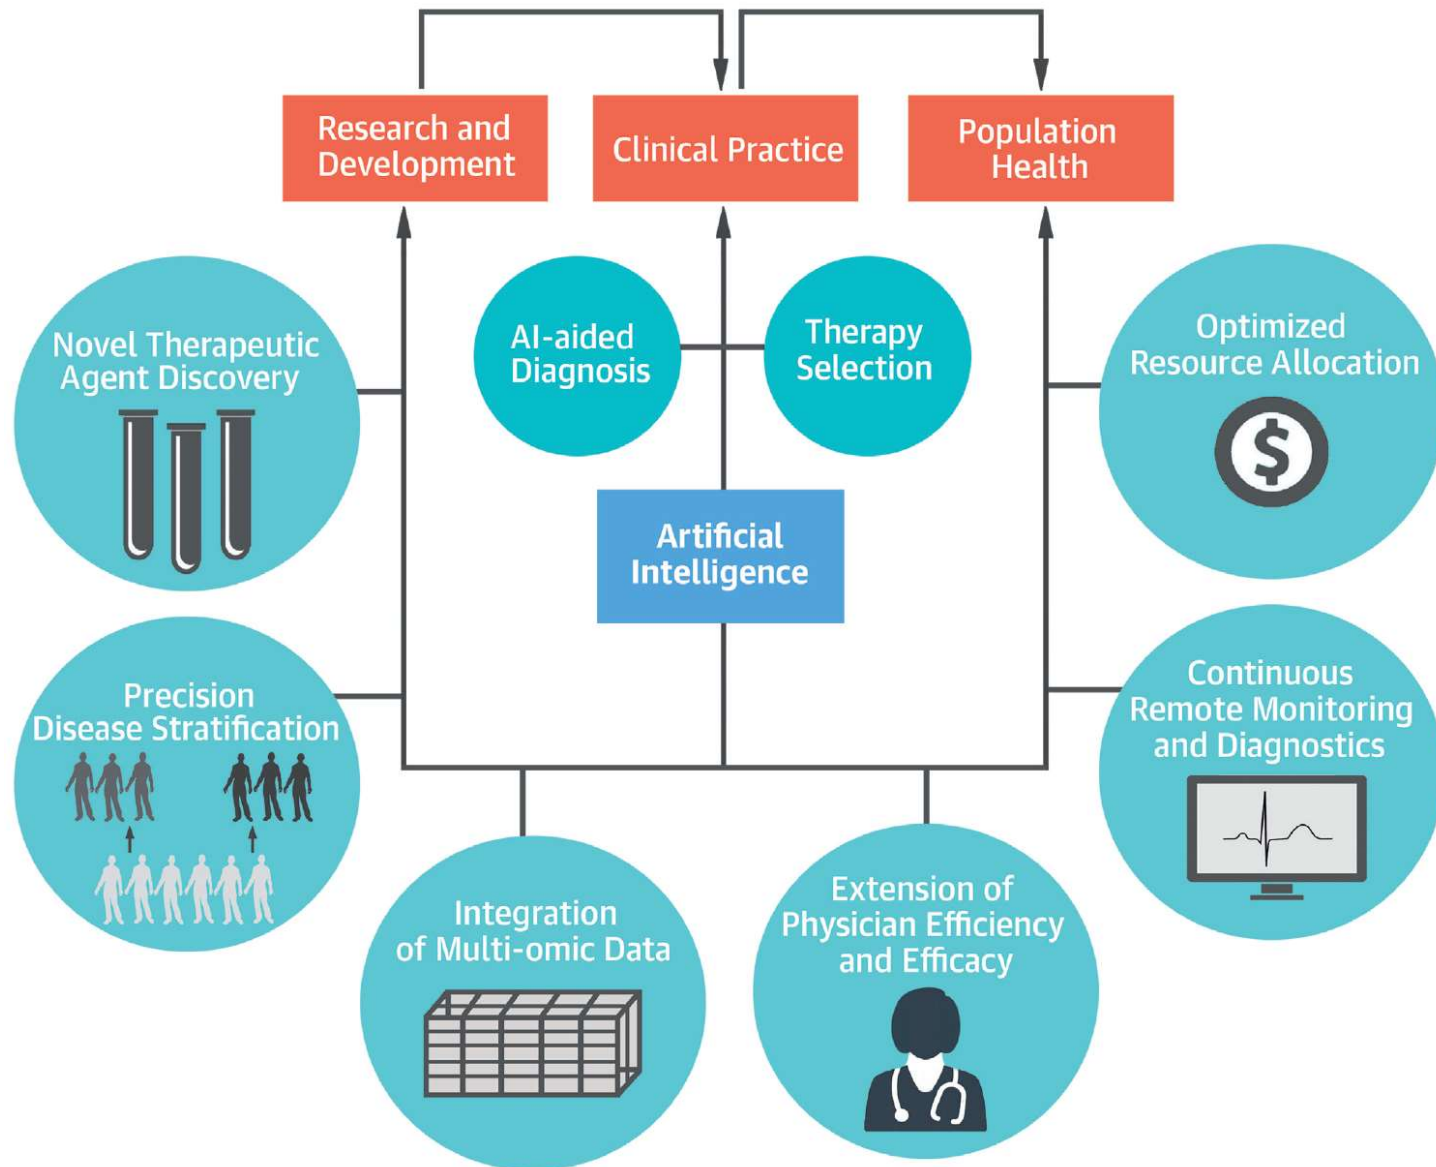 Research and
Development
Clinical Practice
Population
Health
Novel Therapeutic
Agent Discovery
AI-aided
Diagnosis
Therapy
Selection
Optimized
Resource Allocation
$
Artificial
Intelligence
Precision
Disease Stratification
Continuous
Remote Monitoring
and Diagnostics
Integration
of Multi-omic Data
Extension of
Physician Efficiency
and Efficacy